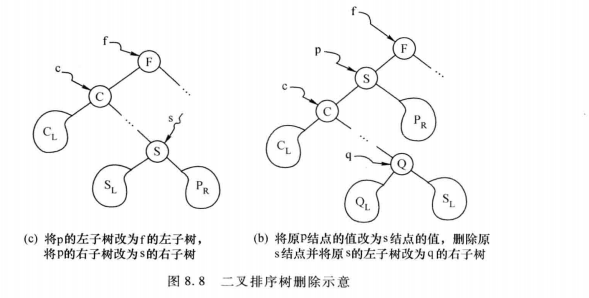 f
F
c
C
C_L
s
S
S_L
P_R
...
...
f
F
p
S
c
C
C_L
P_R
q
Q
Q_L
S_L
...
...
(c) 将p的左子树改为f的左子树,
将p的右子树改为s的右子树
(b) 将原P结点的值改为s结点的值, 删除原
s结点并将原s的左子树改为q的右子树
图 8.8 二叉排序树删除示意